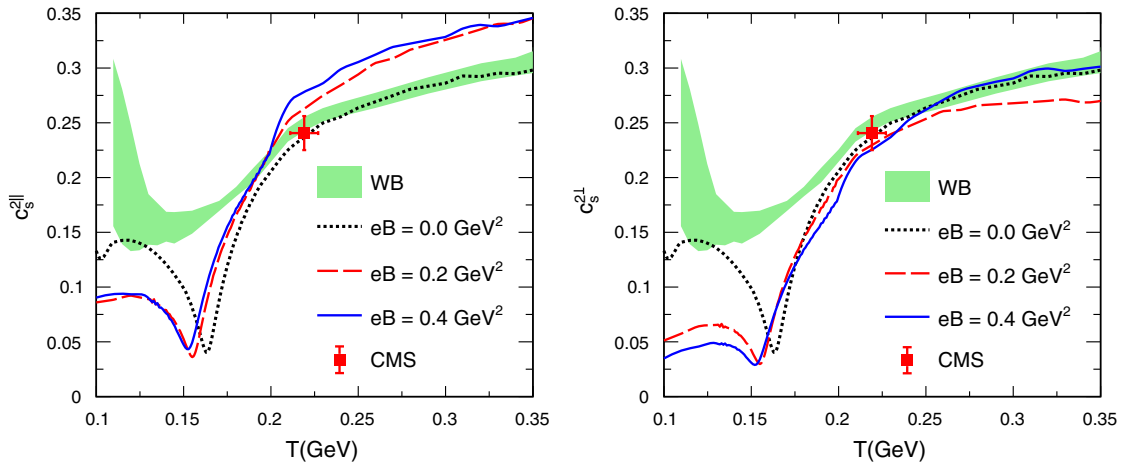 0.35
0.3
0.25
0.2
0.15
0.1
0.05
0
c_s^{2||}
0.1 0.15 0.2 0.25 0.3 0.35
T(GeV)
WB
eB = 0.0 GeV²
eB = 0.2 GeV²
eB = 0.4 GeV²
CMS
0.35
0.3
0.25
0.2
0.15
0.1
0.05
0
c_s^{2⊥}
0.1 0.15 0.2 0.25 0.3 0.35
T(GeV)
WB
eB = 0.0 GeV²
eB = 0.2 GeV²
eB = 0.4 GeV²
CMS